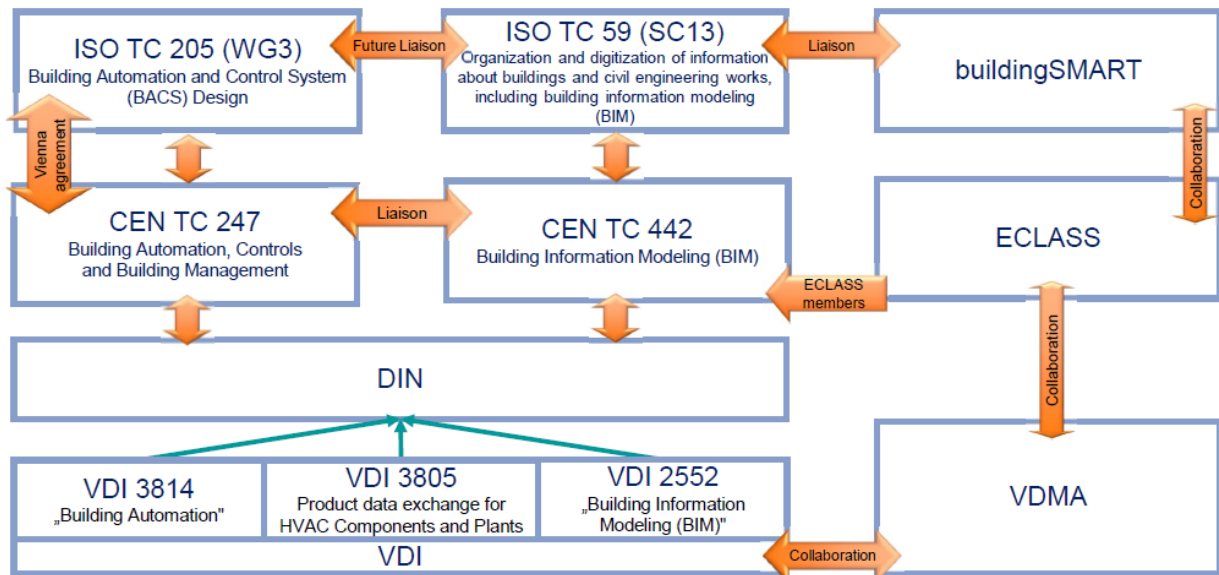 ISO TC 205 (WG3)
Building Automation and Control System
(BACS) Design
Future Liaison
ISO TC 59 (SC13)
Organization and digitization of information
about buildings and civil engineering works,
including building information modeling
(BIM)
Liaison
buildingSMART
Vienna
agreement
Collaboration
CEN TC 247
Building Automation, Controls
and Building Management
Liaison
CEN TC 442
Building Information Modeling (BIM)
ECLASS
members
ECLASS
DIN
Collaboration
VDI 3814
„Building Automation"
VDI 3805
Product data exchange for
HVAC Components and Plants
VDI 2552
„Building Information
Modeling (BIM)"
VDI
Collaboration
VDMA